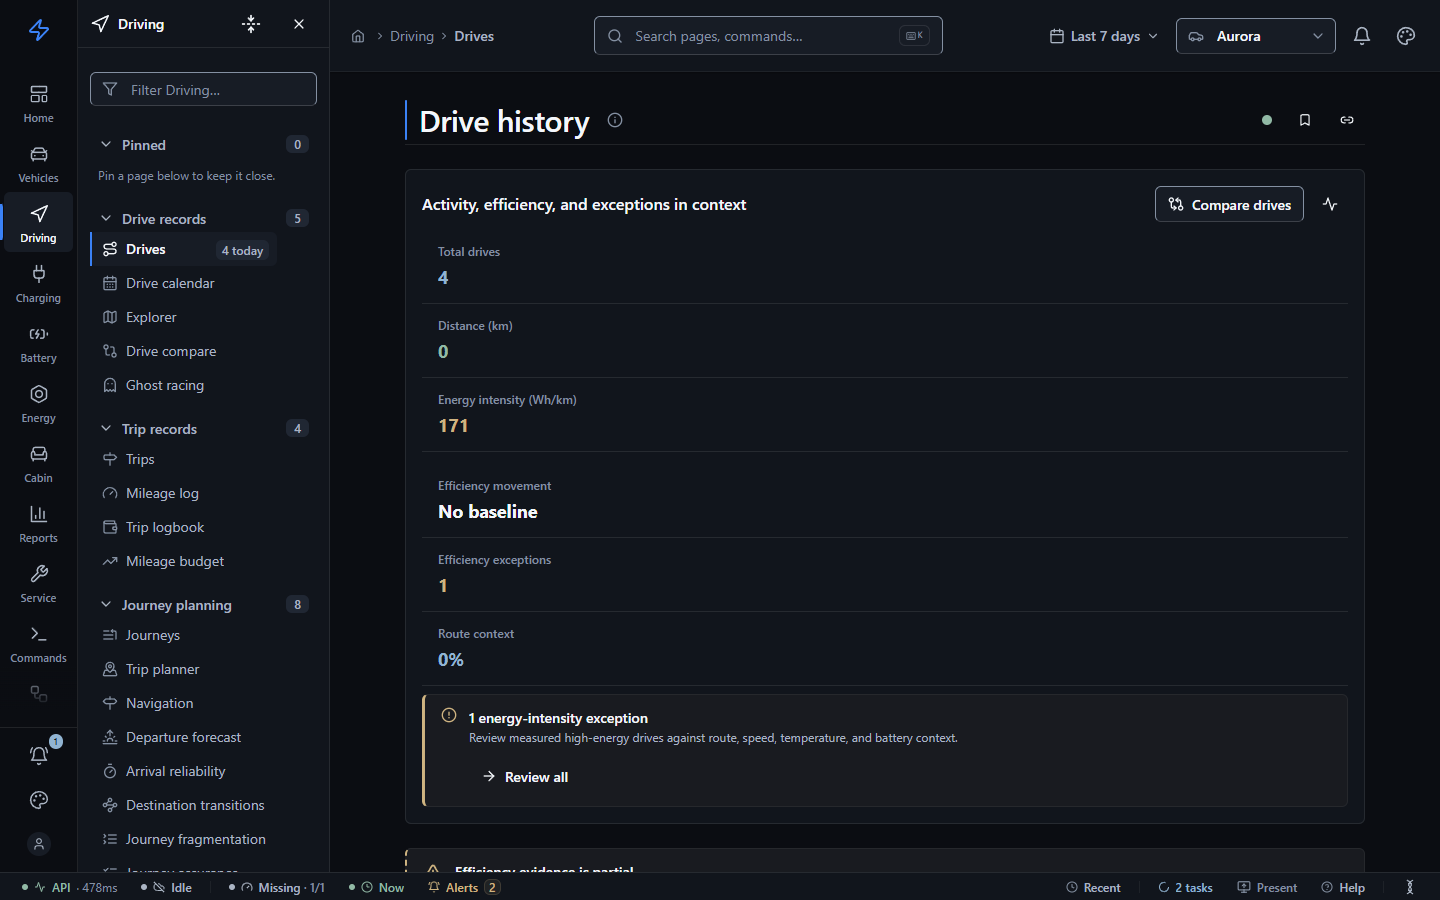 Home
Vehicles
Driving
Charging
Battery
Energy
Cabin
Reports
Service
Commands
1
Driving
Filter Driving...
Pinned 0
Pin a page below to keep it close.
Drive records 5
Drives 4 today
Drive calendar
Explorer
Drive compare
Ghost racing
Trip records 4
Trips
Mileage log
Trip logbook
Mileage budget
Journey planning 8
Journeys
Trip planner
Navigation
Departure forecast
Arrival reliability
Destination transitions
Journey fragmentation
Journey assurance
Driving > Drives
Search pages, commands... K
Last 7 days
Aurora
Drive history
Activity, efficiency, and exceptions in context
Compare drives
Total drives
4
Distance (km)
0
Energy intensity (Wh/km)
171
Efficiency movement
No baseline
Efficiency exceptions
1
Route context
0%
1 energy-intensity exception
Review measured high-energy drives against route, speed, temperature, and battery context.
Review all
Efficiency evidence is partial
API · 478ms
Idle
Missing · 1/1
Now
Alerts 2
Recent
2 tasks
Present
Help